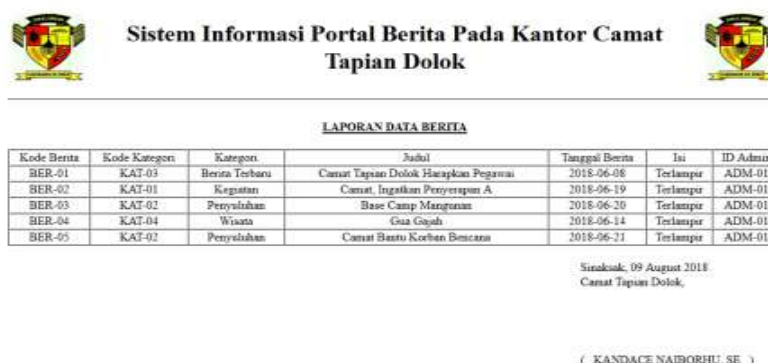 Sistem Informasi Portal Berita Pada Kantor Camat
Tapian Dolok
LAPORAN DATA BERITA
Kode Berita Kode Kategori Kategori Judul Tanggal Berita Isi ID Admin
BER-01 KAT-03 Berita Terbaru Camat Tapian Dolok Harapkan Pegawai 2018-06-08 Terlampir ADM-01
BER-02 KAT-01 Kegiatan Camat, Ingatkan Penyerapan A 2018-06-19 Terlampir ADM-01
BER-03 KAT-02 Penyuluhan Base Camp Mangunan 2018-06-20 Terlampir ADM-01
BER-04 KAT-04 Wisata Gua Gajah 2018-06-14 Terlampir ADM-01
BER-05 KAT-02 Penyuluhan Camat Bantu Korban Bencana 2018-06-21 Terlampir ADM-01
Sinaksak, 09 August 2018
Camat Tapian Dolok,
( KANDACE NAIBORHU, SE )